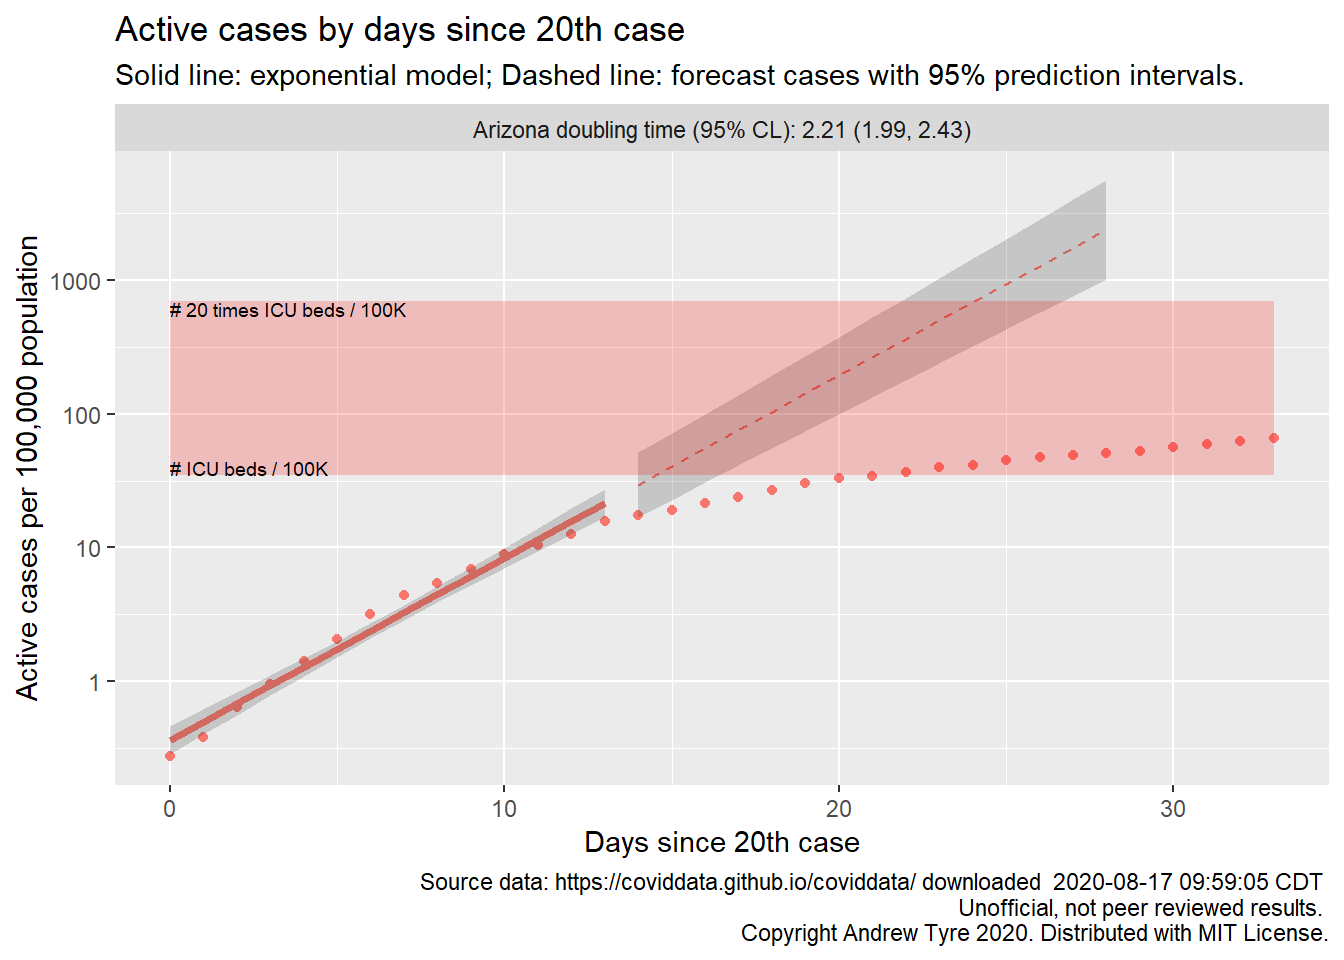 Active cases by days since 20th case
Solid line: exponential model; Dashed line: forecast cases with 95% prediction intervals.
Arizona doubling time (95% CL): 2.21 (1.99, 2.43)
Active cases per 100,000 population
1000
100
10
1
# 20 times ICU beds / 100K
# ICU beds / 100K
0
10
20
30
Days since 20th case
Source data: https://coviddata.github.io/coviddata/ downloaded  2020-08-17 09:59:05 CDT
Unofficial, not peer reviewed results.
Copyright Andrew Tyre 2020. Distributed with MIT License.